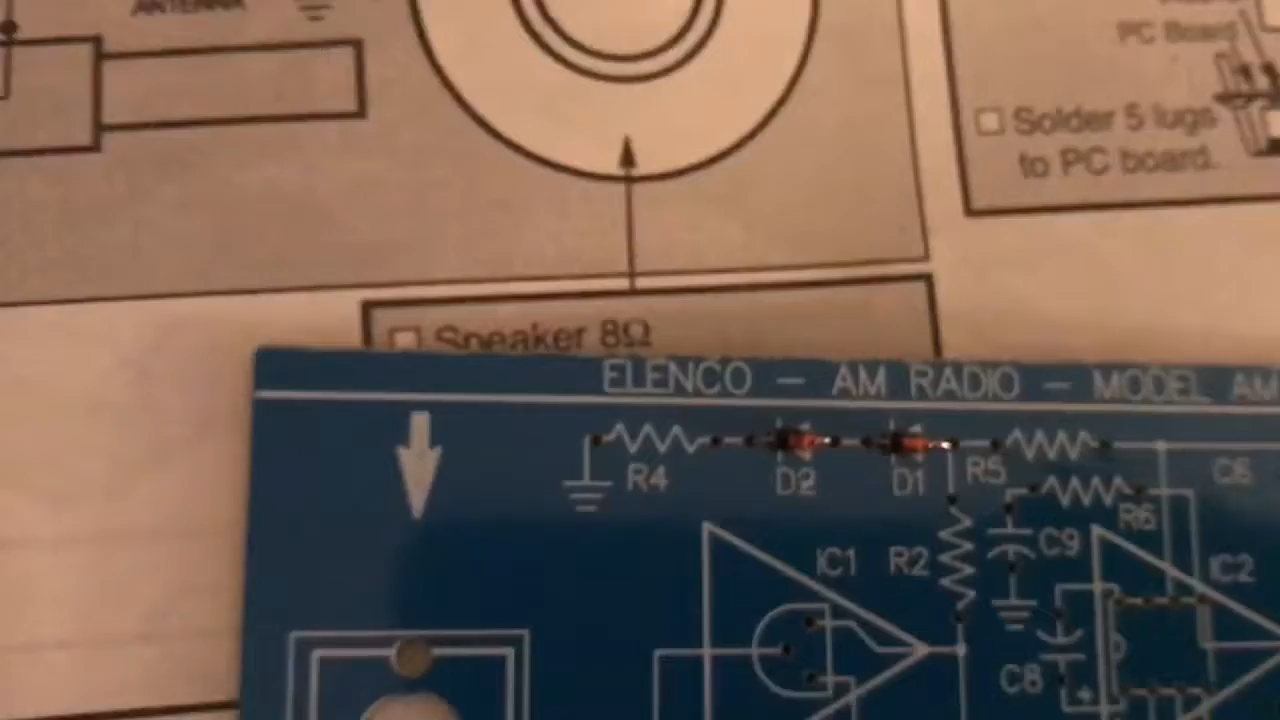 ANTENNA
PC Board
Solder 5 lugs
to PC board.
Speaker 8Ω
ELENCO - AM RADIO - MODEL AM
R4
D2
D1
R5
C6
R6
IC1
R2
C9
IC2
C8
+